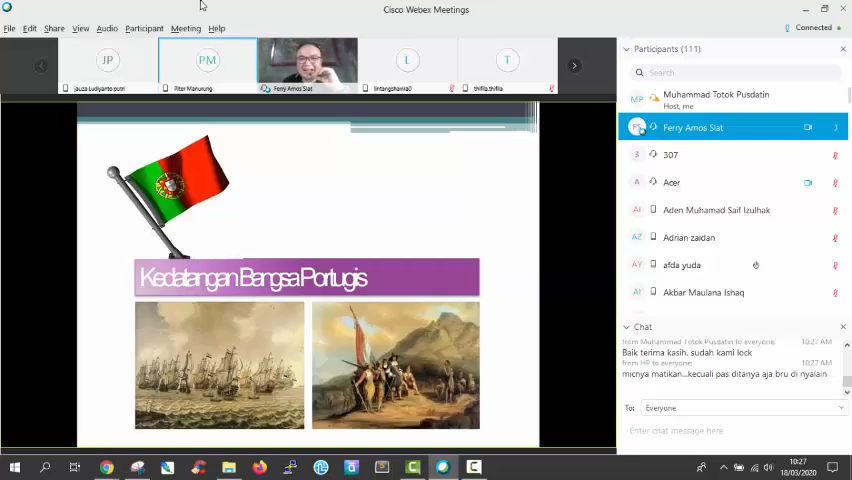 Cisco Webex Meetings
File Edit Share View Audio Participant Meeting Help
Connected
JP
PM
L
T
jauza Ludiyanto putri
Piter Manurung
Ferry Amos Siat
lintangshavira0
thifila.thifila
Kedatangan Bangsa Portugis
Participants (111)
Search
MP
Muhammad Totok Pusdatin
Host, me
FS
Ferry Amos Siat
3
307
A
Acer
AI
Aden Muhamad Saif Izulhak
AZ
Adrian zaidan
AY
afda yuda
AI
Akbar Maulana Ishaq
Chat
from Muhammad Totok Pusdatin to everyone: 10:27 AM
Baik terima kasih, sudah kami lock
from HP to everyone: 10:27 AM
micnya matikan...kecuali pas ditanya aja bru di nyalain
To: Everyone
Enter chat message here
10:27
18/03/2020